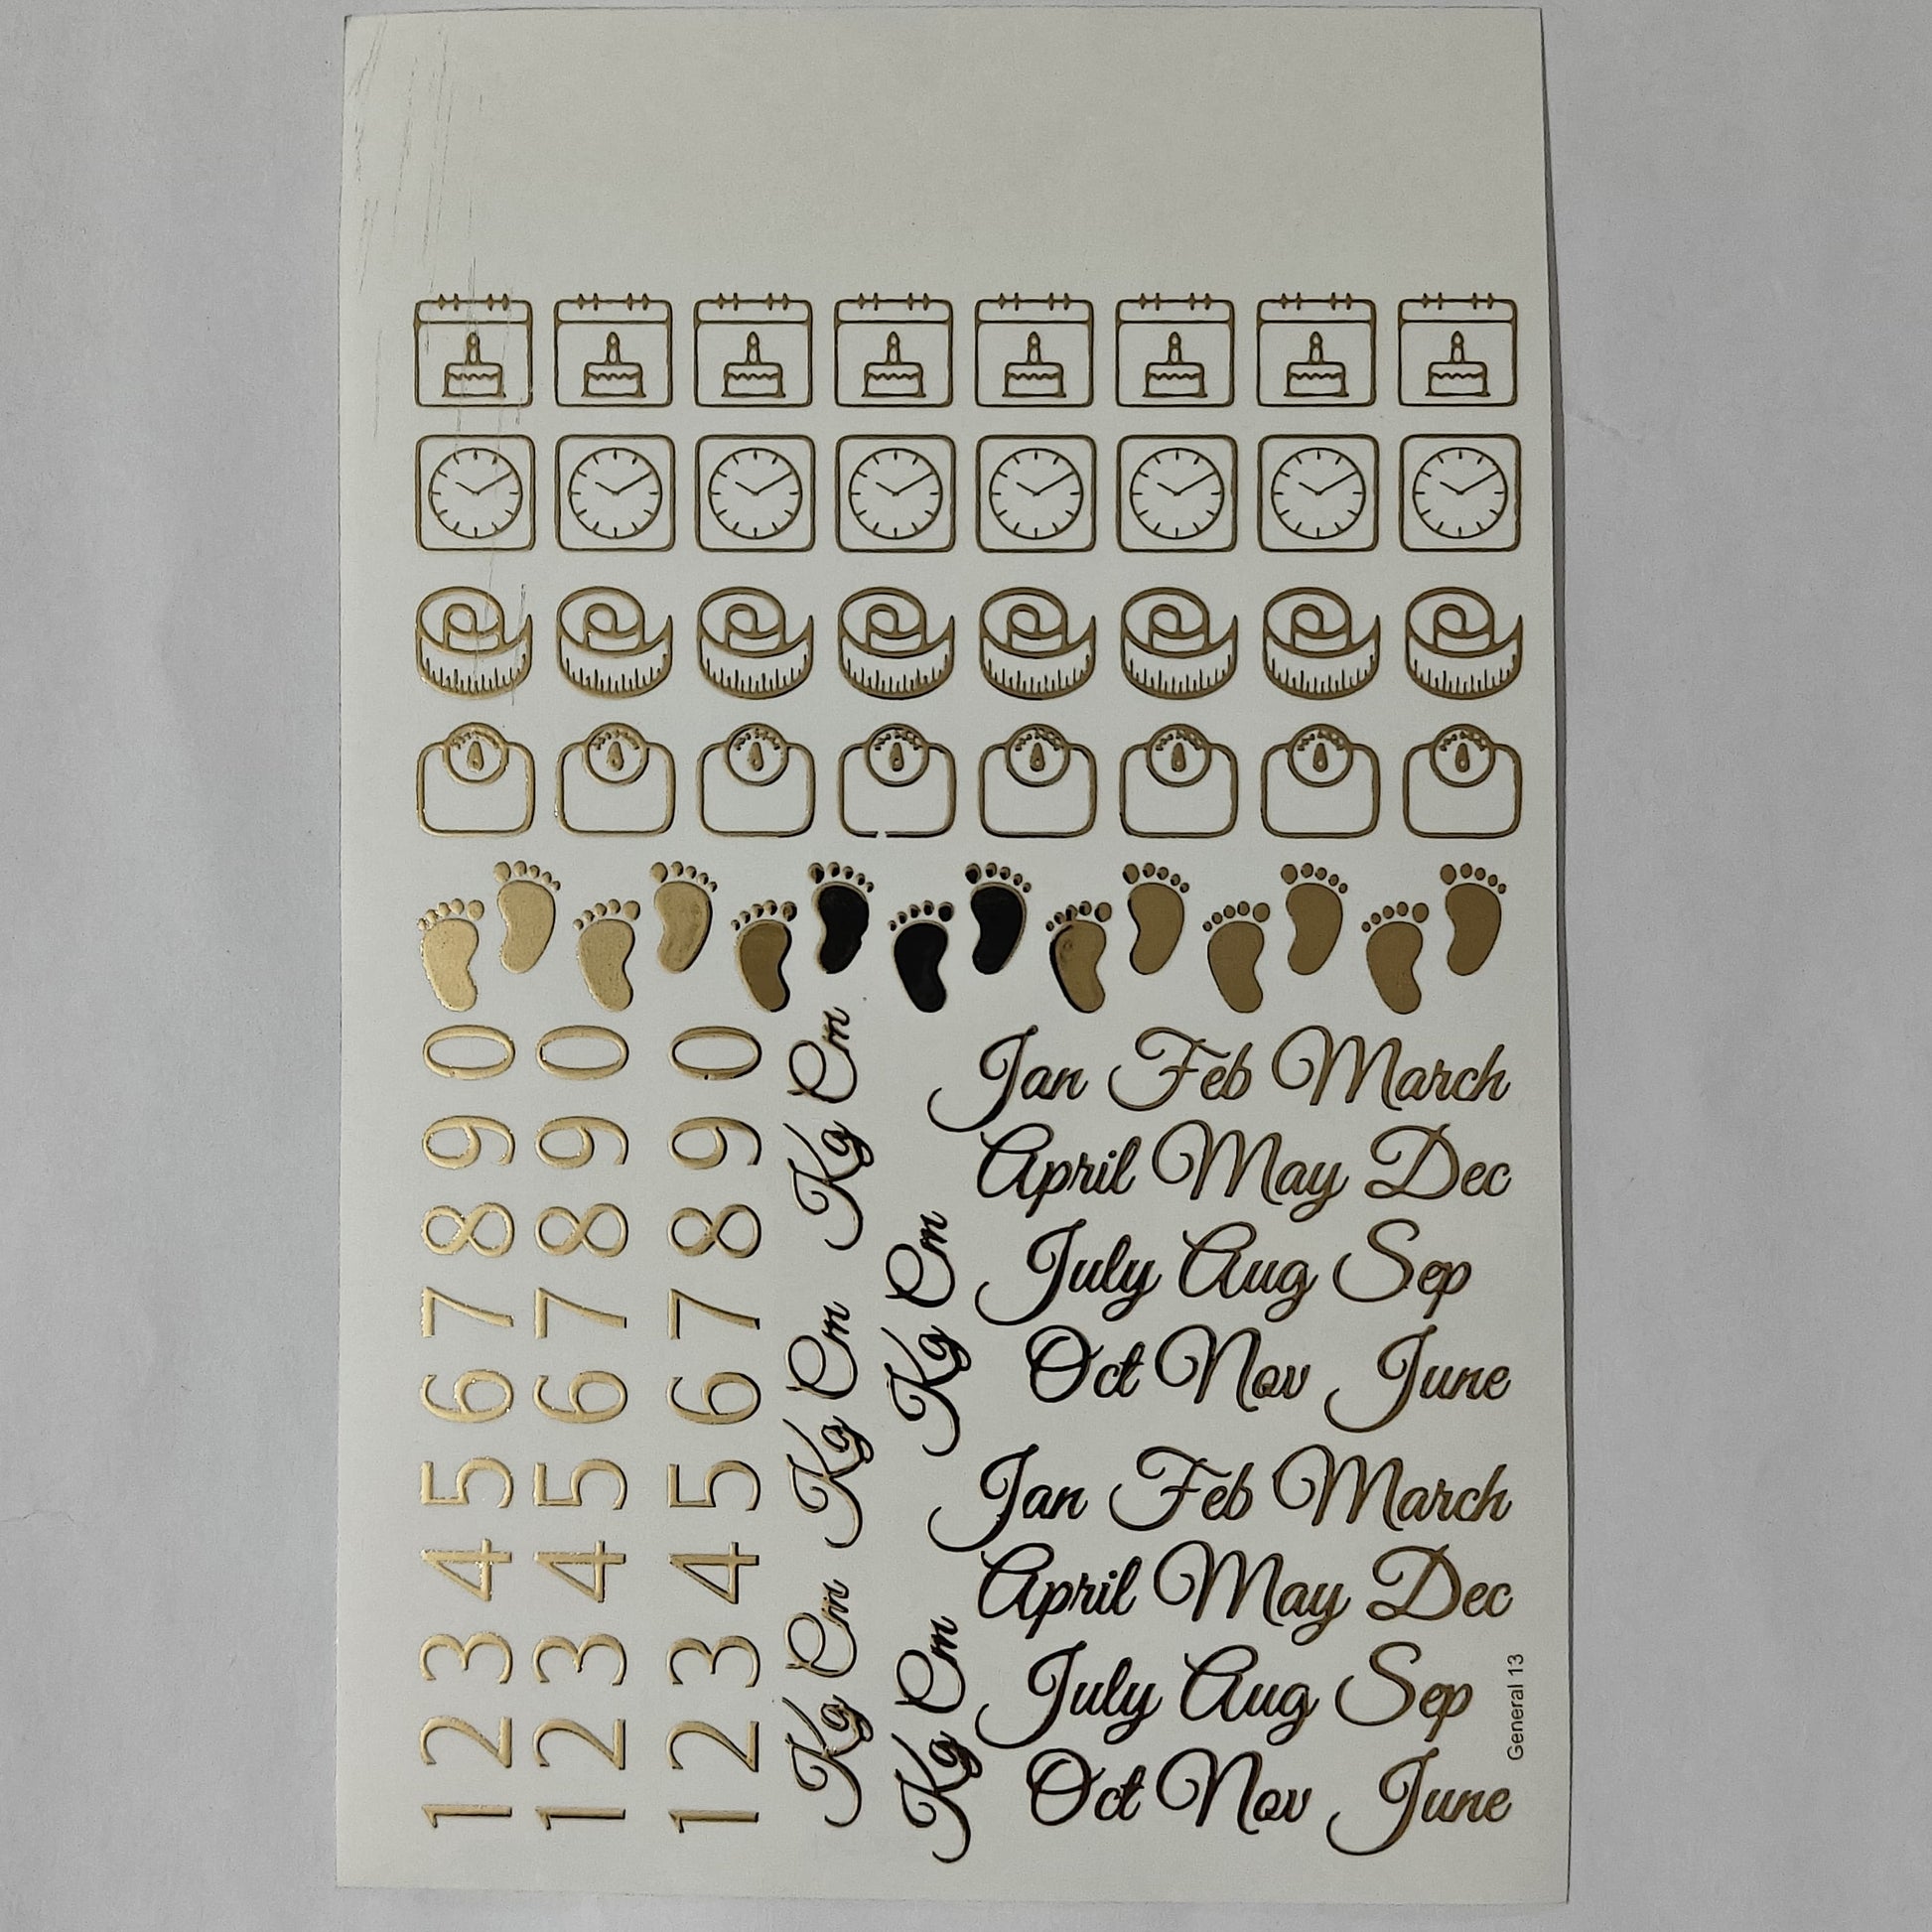 Jan Feb March
April May Dec
July Aug Sep
Oct Nov June
Jan Feb March
April May Dec
July Aug Sep
Oct Nov June
1 2 3 4 5 6 7 8 9 0
1 2 3 4 5 6 7 8 9 0
1 2 3 4 5 6 7 8 9 0
Kg Cm Kg Cm Kg Cm
Kg Cm Kg Cm
General 13